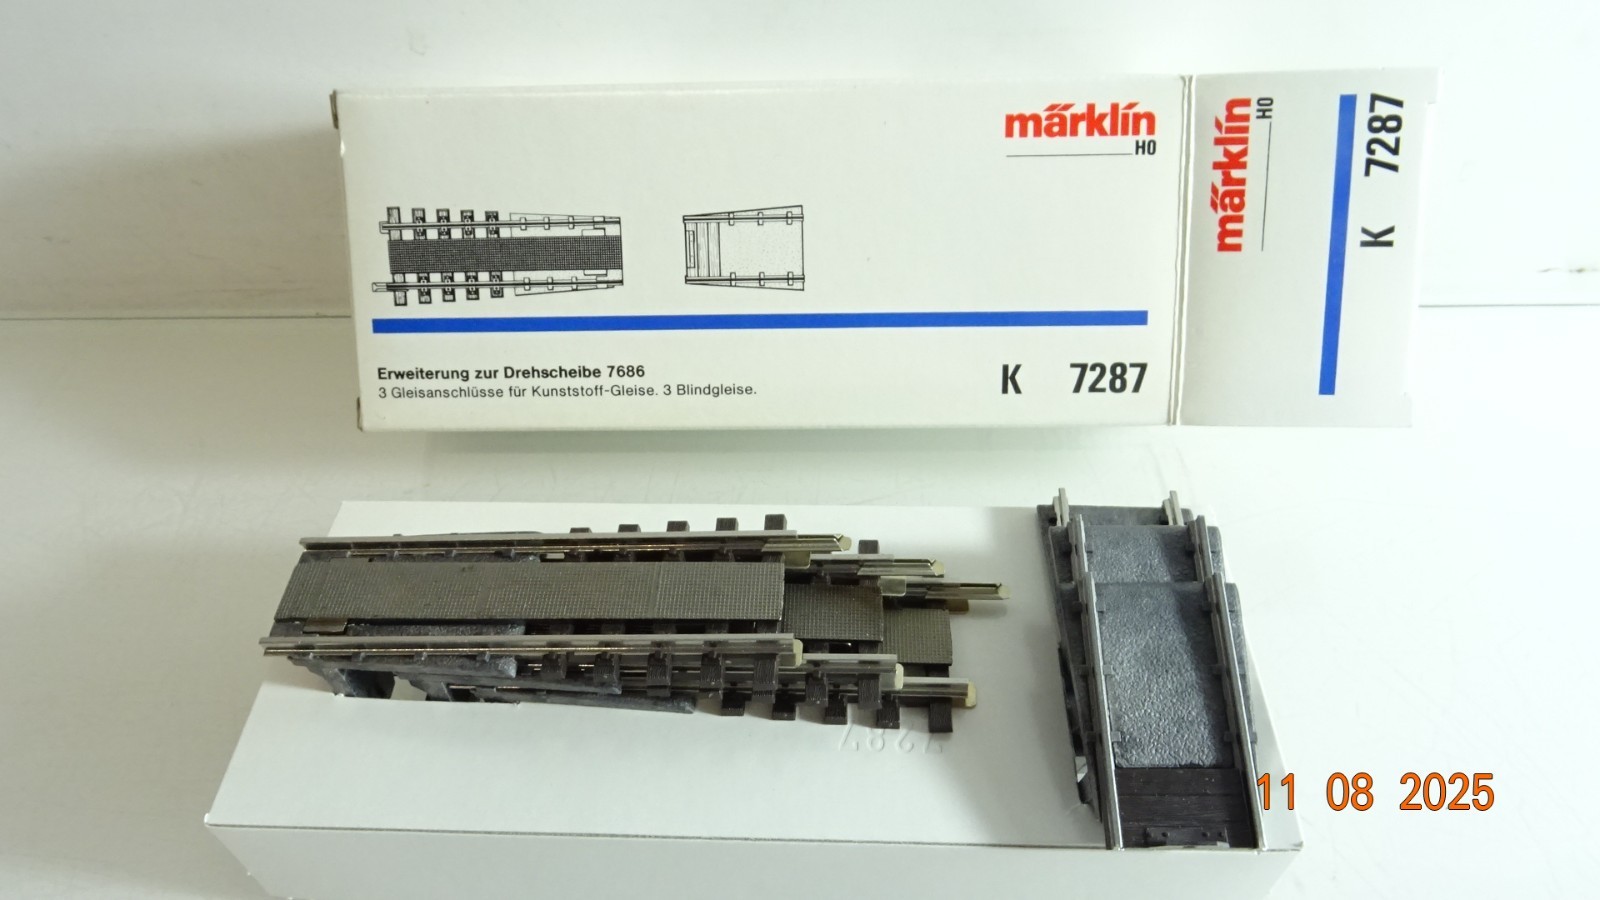 märklin
H0
märklin
H0
K 7287
Erweiterung zur Drehscheibe 7686
3 Gleisanschlüsse für Kunststoff-Gleise. 3 Blindgleise.
K 7287
7287
11 08 2025